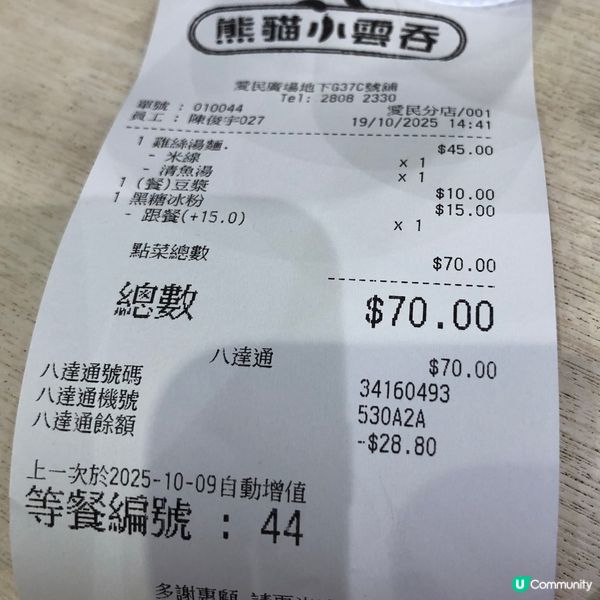 熊貓小雲吞
愛民廣場地下G37C號舖
Tel: 2808 2330
單號 : 010044 愛民分店/001
員工 : 陳俊宇027 19/10/2025 14:41
1 雞絲湯麵. $45.00
- 米線 x 1
- 清魚湯 x 1
1 (餐)豆漿 $10.00
1 黑糖冰粉 $15.00
- 跟餐(+15.0) x 1
點菜總數 $70.00
總數 $70.00
八達通 $70.00
八達通號碼 34160493
八達通機號 530A2A
八達通餘額 -$28.80
上一次於2025-10-09自動增值
等餐編號 : 44
多謝惠顧
U Community